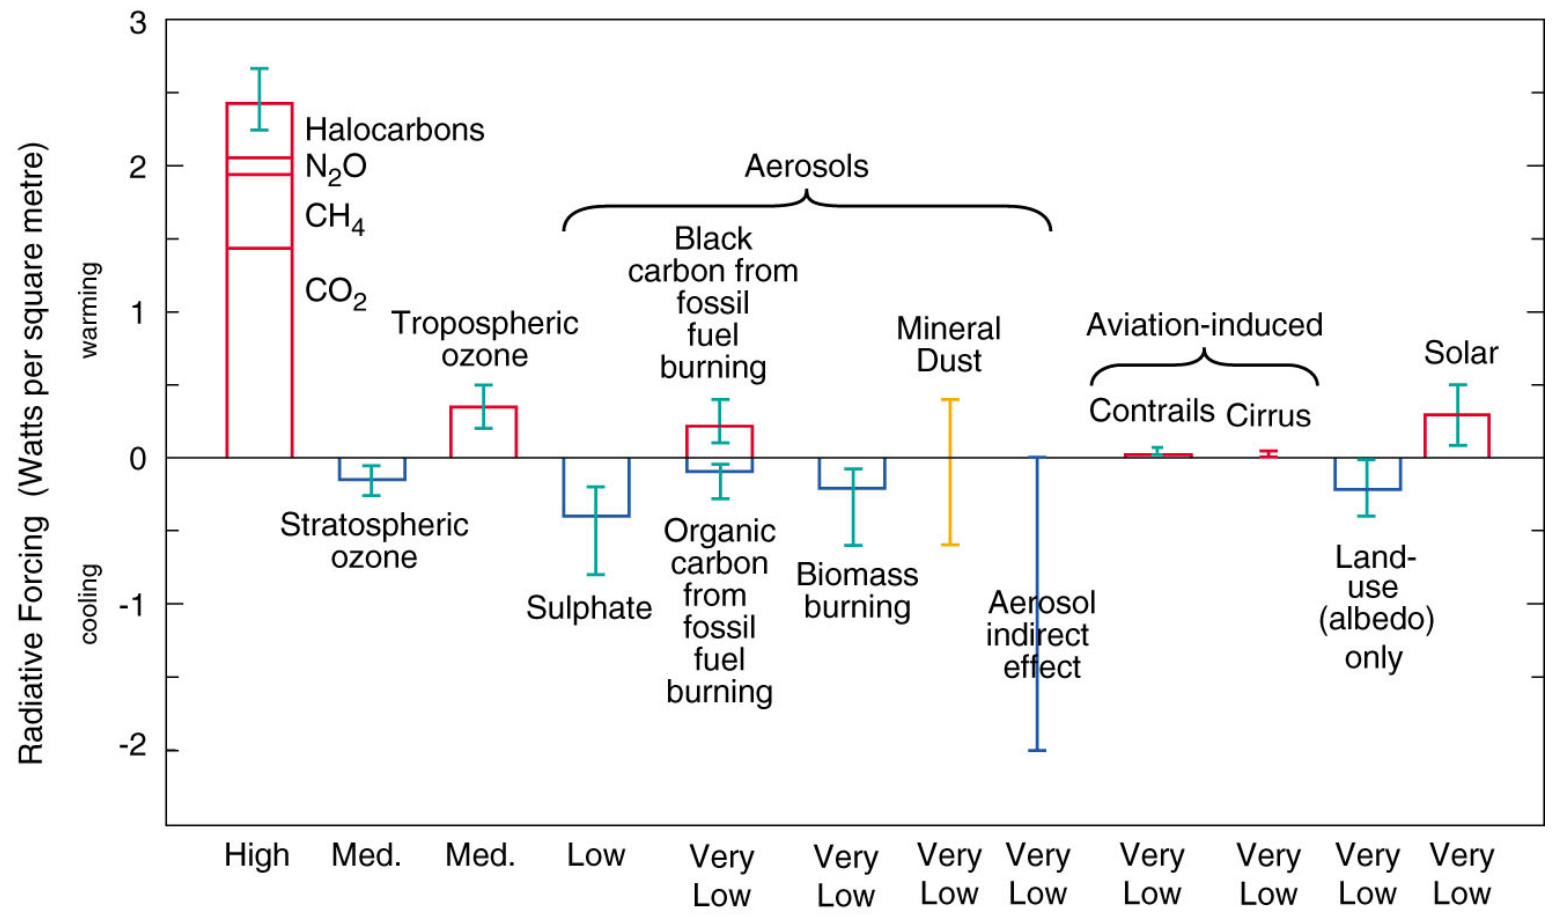 Radiative Forcing (Watts per square metre)
warming
cooling
3
2
1
0
-1
-2
Halocarbons
N₂O
CH₄
CO₂
Stratospheric
ozone
Tropospheric
ozone
Aerosols
Sulphate
Black
carbon from
fossil
fuel
burning
Organic
carbon
from
fossil
fuel
burning
Biomass
burning
Mineral
Dust
Aerosol
indirect
effect
Aviation-induced
Contrails
Cirrus
Land-
use
(albedo)
only
Solar
High
Med.
Med.
Low
Very
Low
Very
Low
Very
Low
Very
Low
Very
Low
Very
Low
Very
Low
Very
Low